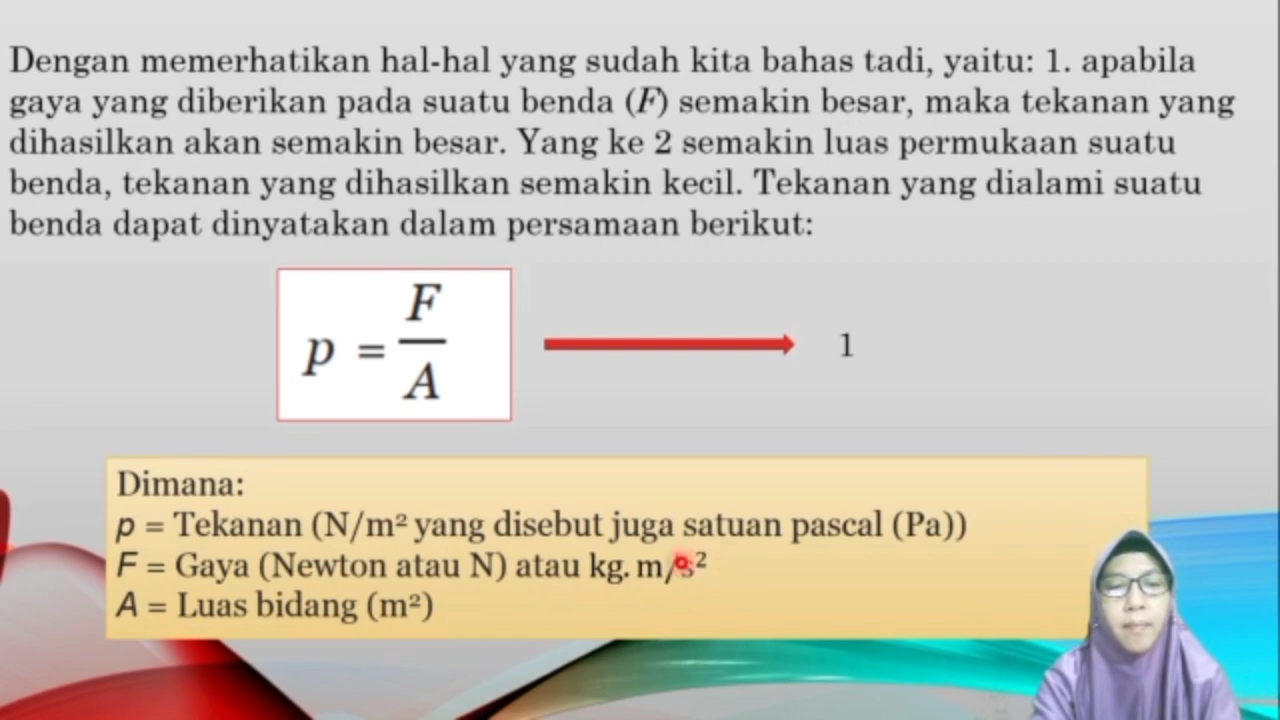 Dengan memerhatikan hal-hal yang sudah kita bahas tadi, yaitu: 1. apabila
gaya yang diberikan pada suatu benda (F) semakin besar, maka tekanan yang
dihasilkan akan semakin besar. Yang ke 2 semakin luas permukaan suatu
benda, tekanan yang dihasilkan semakin kecil. Tekanan yang dialami suatu
benda dapat dinyatakan dalam persamaan berikut:
p = F/A
1
Dimana:
p = Tekanan (N/m² yang disebut juga satuan pascal (Pa))
F = Gaya (Newton atau N) atau kg. m/s²
A = Luas bidang (m²)